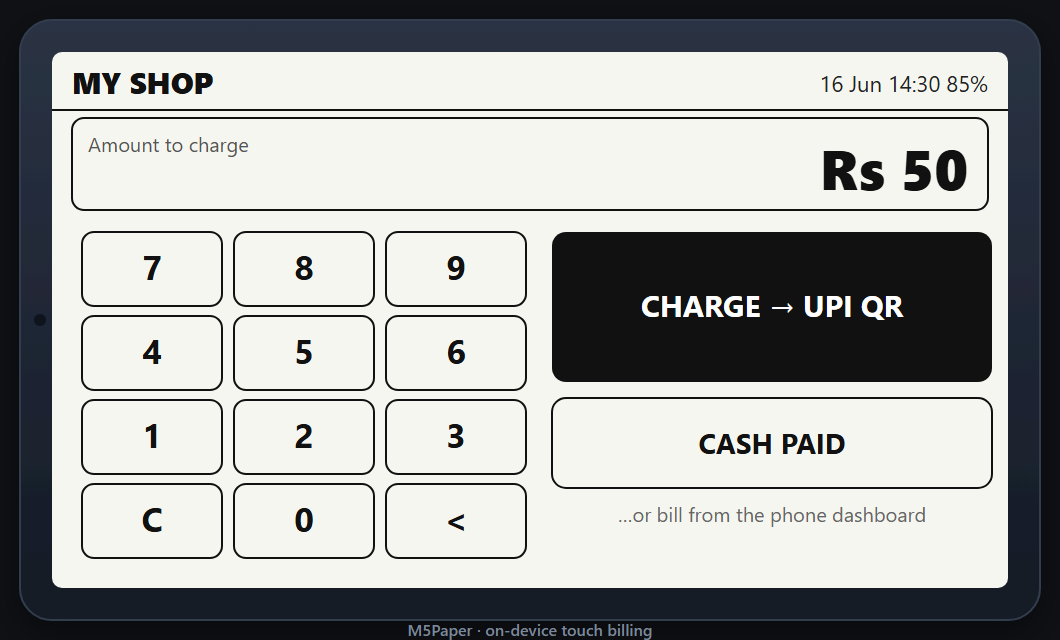 MY SHOP
16 Jun 14:30 85%
Amount to charge
Rs 50
7 8 9
4 5 6
1 2 3
C 0 <
CHARGE → UPI QR
CASH PAID
...or bill from the phone dashboard
M5Paper · on-device touch billing